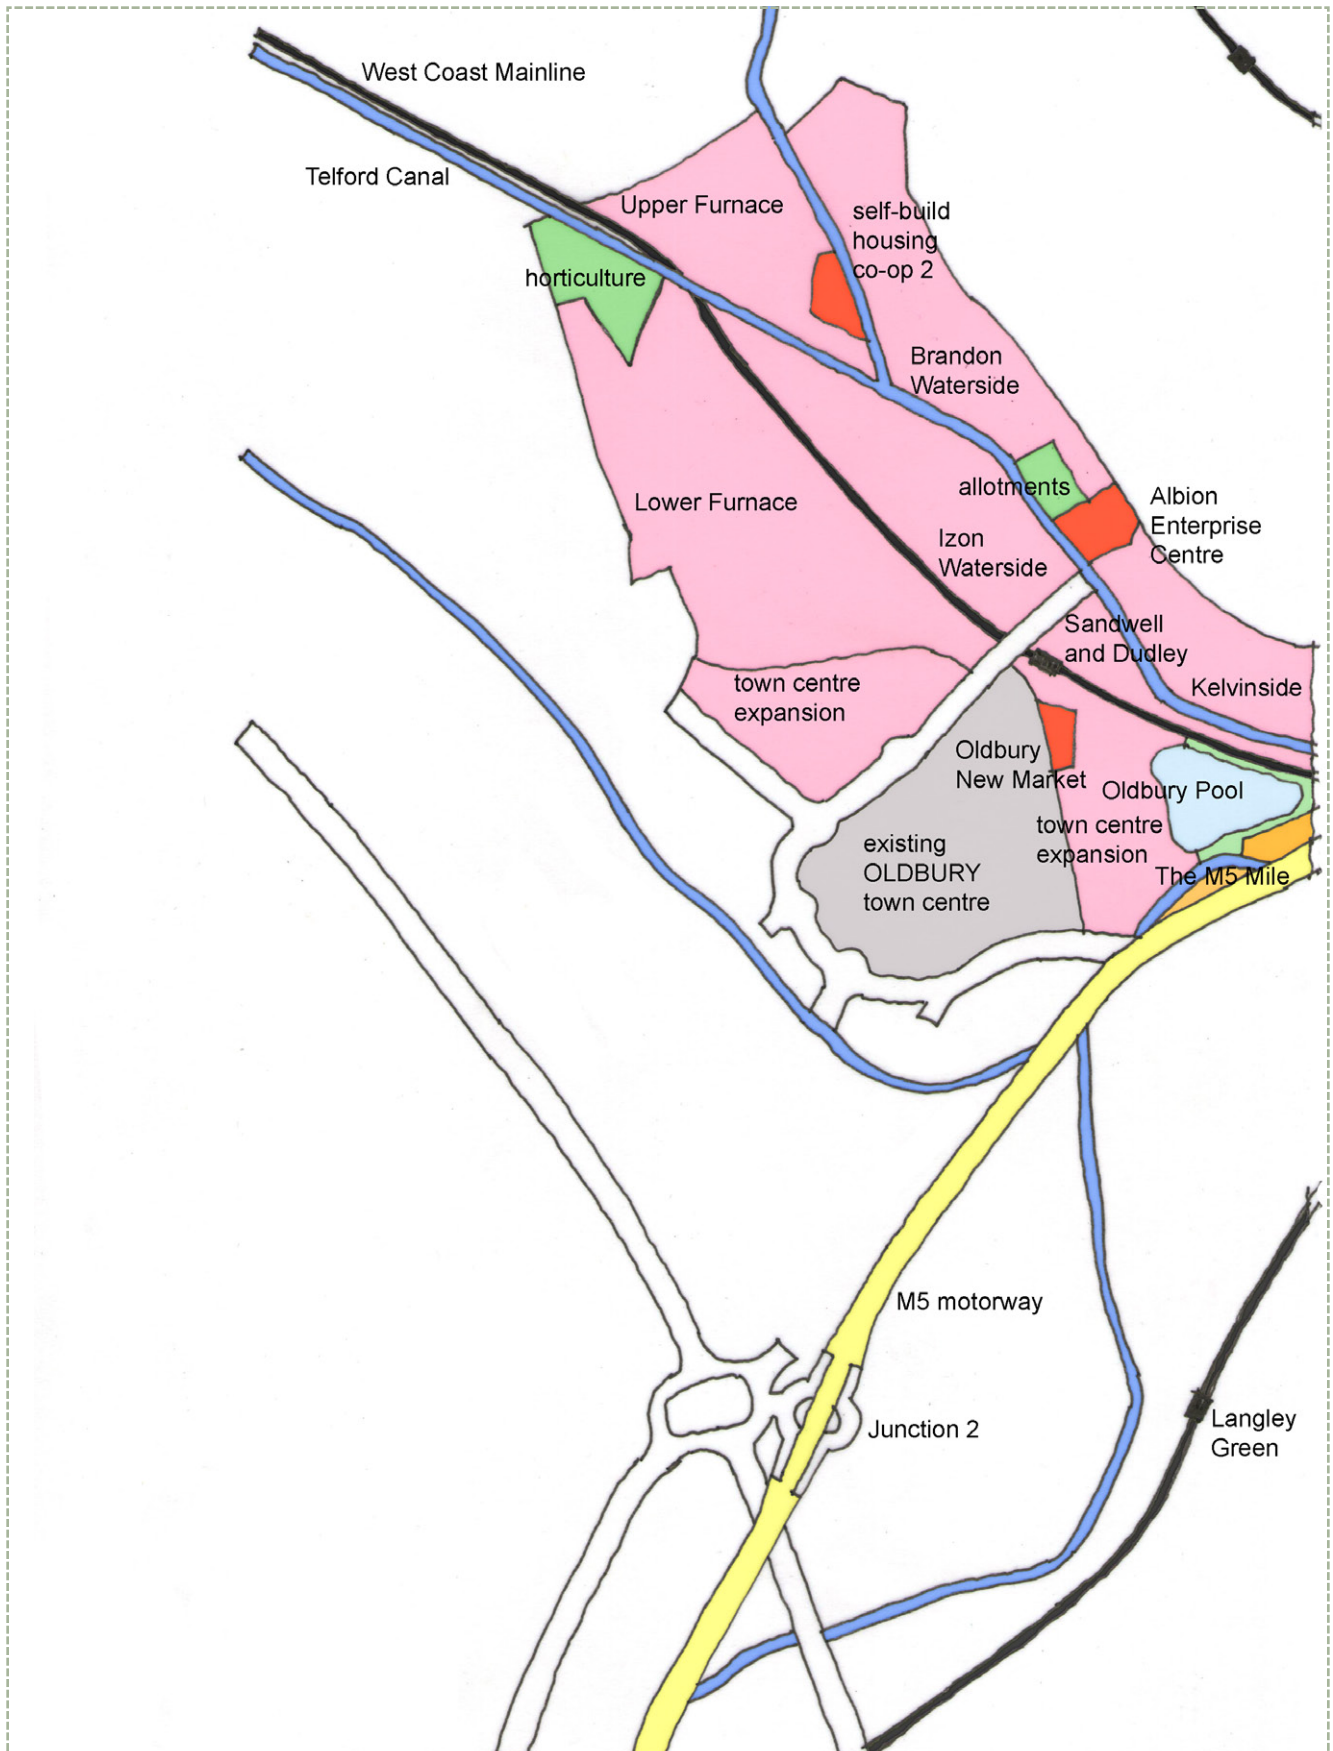 West Coast Mainline
Telford Canal
Upper Furnace
self-build
housing
co-op 2
horticulture
Brandon
Waterside
allotments
Albion
Enterprise
Centre
Lower Furnace
Izon
Waterside
Sandwell
and Dudley
town centre
expansion
Kelvinside
Oldbury
New Market
Oldbury Pool
town centre
expansion
existing
OLDBURY
town centre
The M5 Mile
M5 motorway
Junction 2
Langley
Green